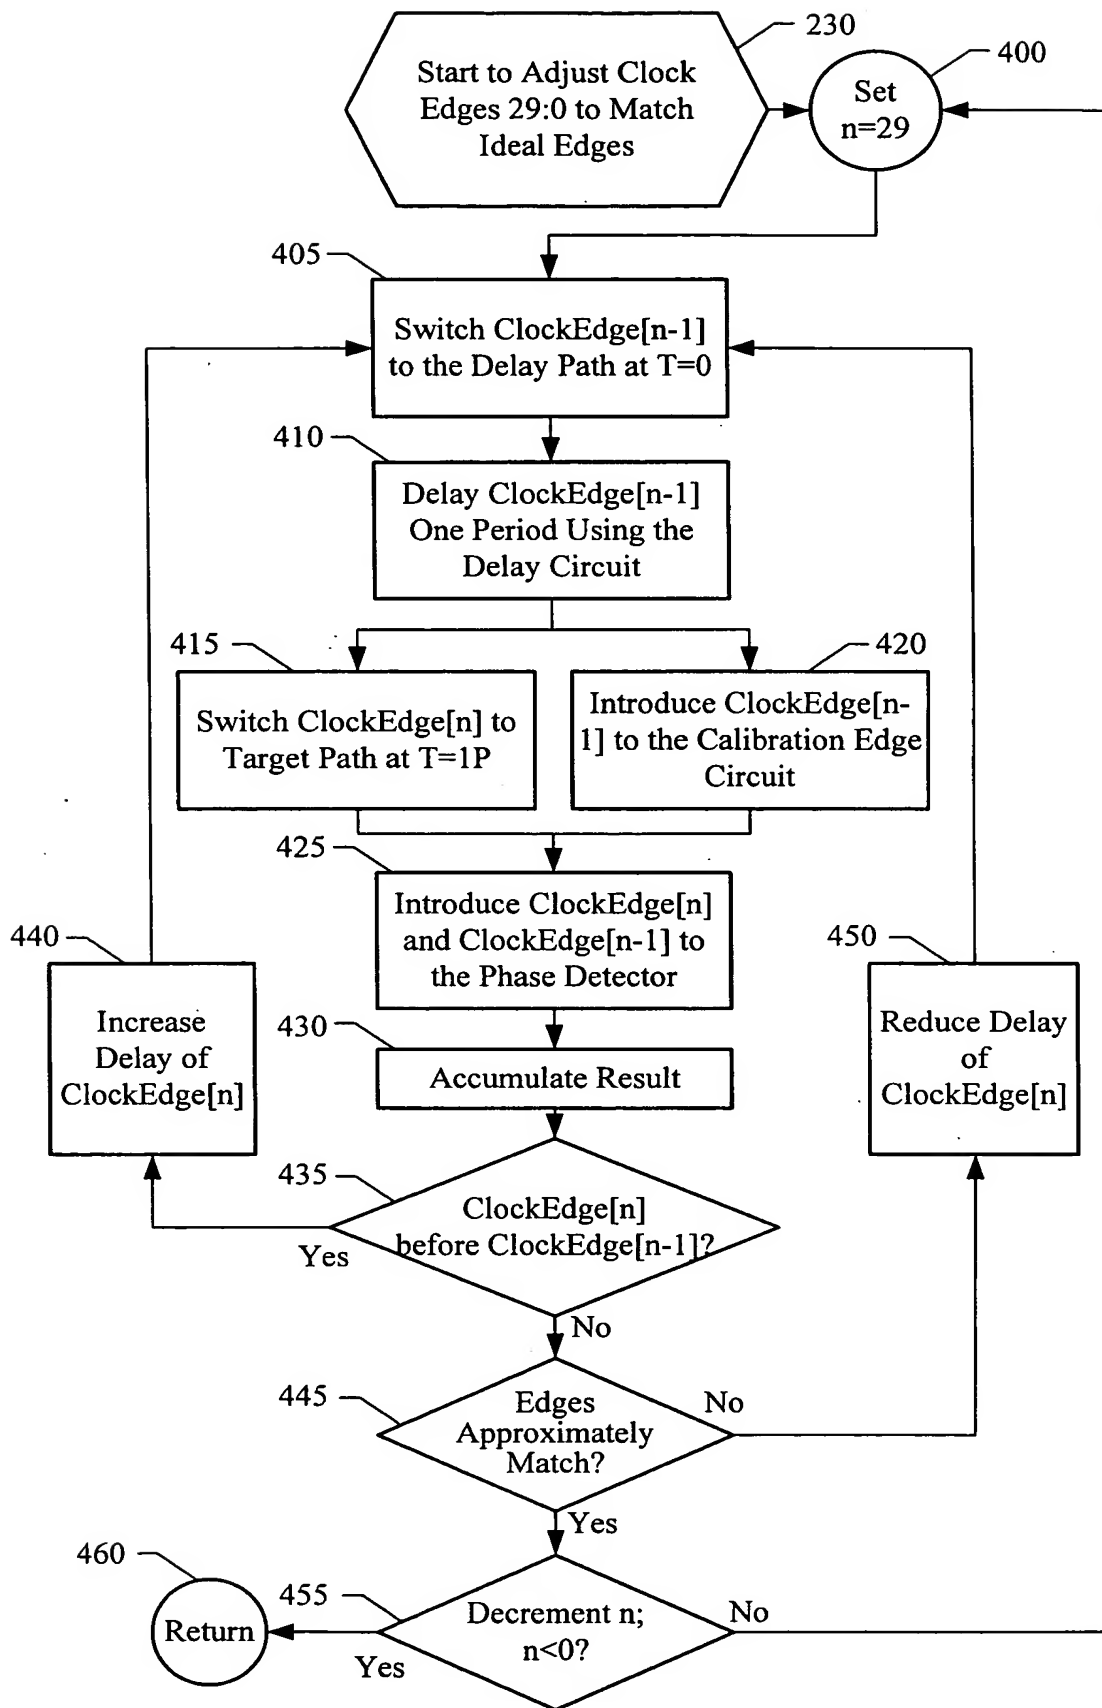 230
Start to Adjust Clock
Edges 29:0 to Match
Ideal Edges
400
Set
n=29
405
Switch ClockEdge[n-1]
to the Delay Path at T=0
410
Delay ClockEdge[n-1]
One Period Using the
Delay Circuit
415
Switch ClockEdge[n] to
Target Path at T=1P
420
Introduce ClockEdge[n-
1] to the Calibration Edge
Circuit
425
Introduce ClockEdge[n]
and ClockEdge[n-1] to
the Phase Detector
440
Increase
Delay of
ClockEdge[n]
450
Reduce Delay
of
ClockEdge[n]
430
Accumulate Result
435
ClockEdge[n]
before ClockEdge[n-1]?
Yes
No
445
Edges
Approximately
Match?
No
Yes
460
Return
455
Decrement n;
n<0?
Yes
No